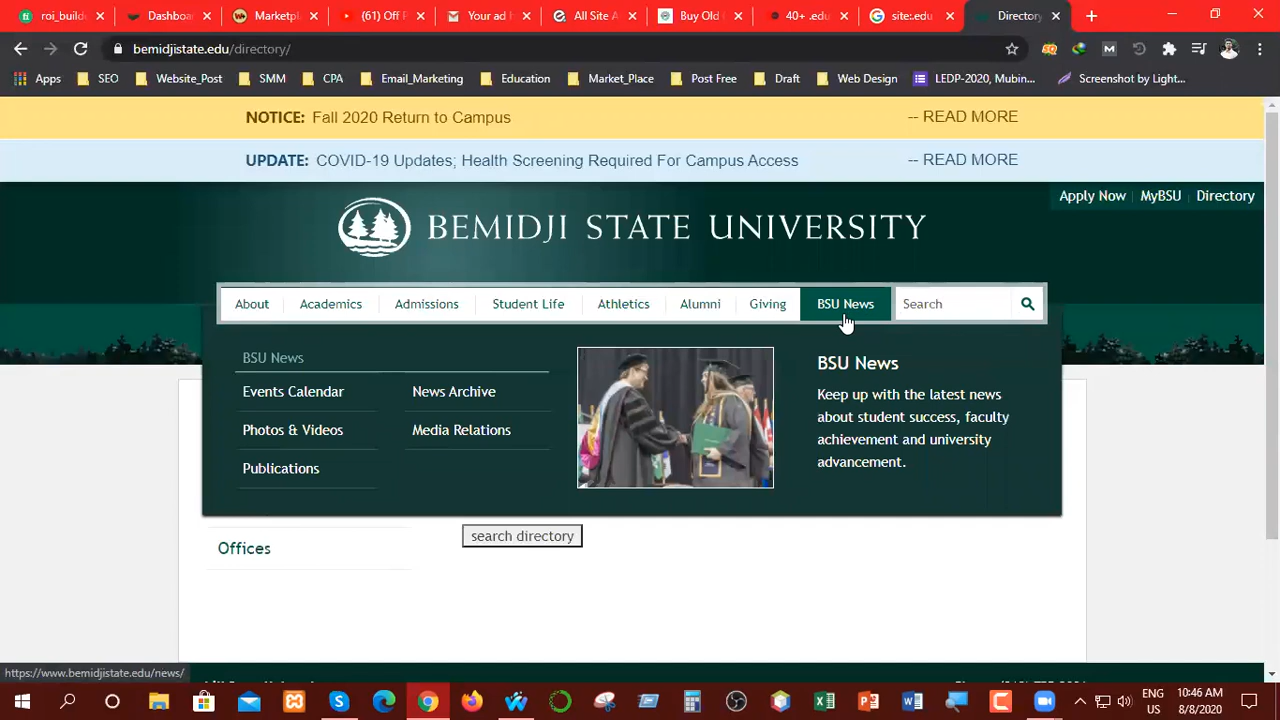 roi_builde
Dashboar
Marketpl
(61) Off P
Your ad i
All Site A
Buy Old
40+ .edu
site:.edu
Directory
bemidjistate.edu/directory/
Apps SEO Website_Post SMM CPA Email_Marketing Education Market_Place Post Free Draft Web Design LEDP-2020, Mubin... Screenshot by Light...
NOTICE: Fall 2020 Return to Campus -- READ MORE
UPDATE: COVID-19 Updates; Health Screening Required For Campus Access -- READ MORE
Apply Now MyBSU Directory
BEMIDJI STATE UNIVERSITY
About Academics Admissions Student Life Athletics Alumni Giving BSU News Search
BSU News
Events Calendar News Archive
Photos & Videos Media Relations
Publications
BSU News
Keep up with the latest news
about student success, faculty
achievement and university
advancement.
search directory
Offices
https://www.bemidjistate.edu/news/
ENG
US
10:46 AM
8/8/2020